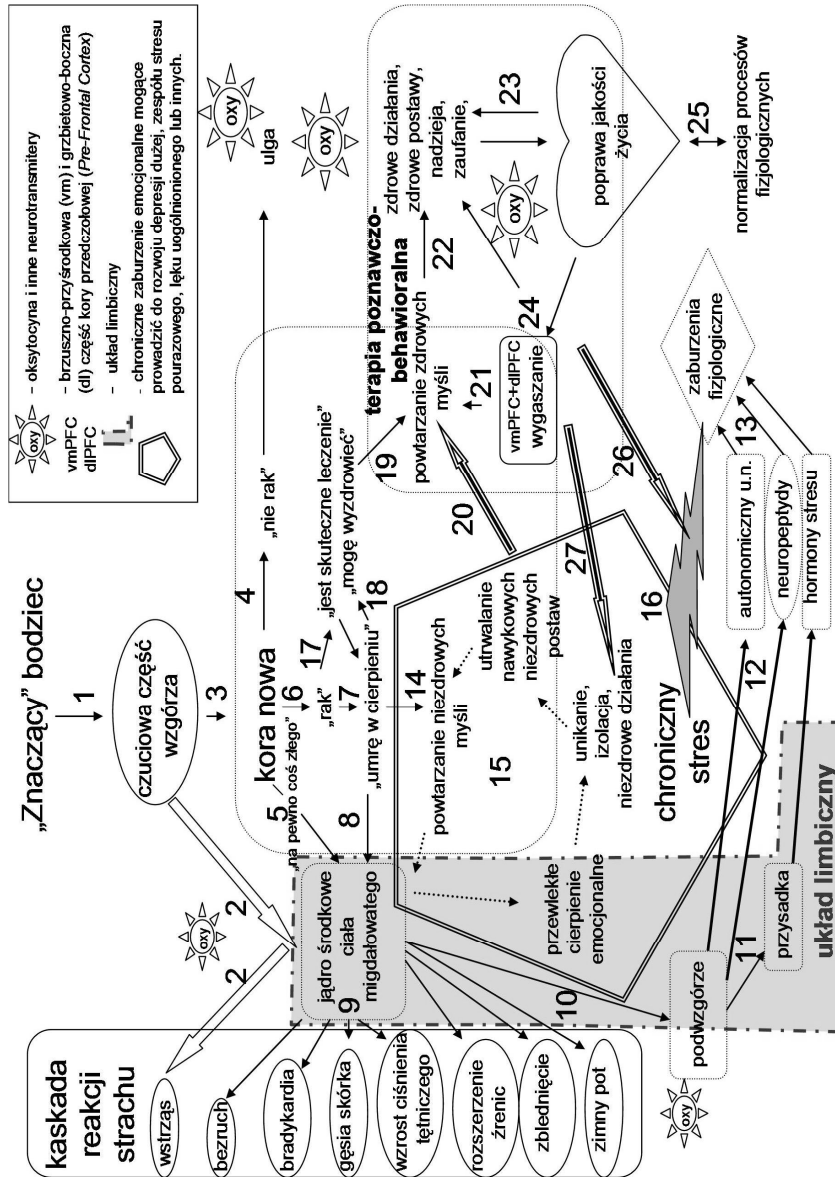 „Znaczący” bodziec
1
czuciowa część
wzgórza
2
2
3
oxy
kora nowa
4
„nie rak”
ulga
oxy
5
„na pewno coś złego”
6
„rak”
7
17
„jest skuteczne leczenie”
„mogę wyzdrowieć”
18
8
„umrę w cierpieniu”
14
powtarzanie niezdrowych
myśli
15
utrwalanie
nawykowych
niezdrowych
postaw
unikanie,
izolacja,
niezdrowe działania
przewlekłe
cierpienie
emocjonalne
kaskada
reakcji
strachu
wstrząs
bezruch
bradykardia
gęsia skórka
wzrost ciśnienia
tętniczego
rozszerzenie
źrenic
zblednięcie
zimny pot
jądro środkowe
ciała
migdałowatego
9
10
podwzgórze
oxy
11
przysadka
układ limbiczny
12
autonomiczny u.n.
neuropeptydy
hormony stresu
13
zaburzenia
fizjologiczne
chroniczny
stres
16
19
20
terapia poznawczo-
behawioralna
powtarzanie zdrowych
myśli
21
vmPFC+dlPFC
wygaszanie
22
zdrowe działania,
zdrowe postawy,
nadzieja,
zaufanie,
oxy
oxy
23
24
poprawa jakości
życia
25
normalizacja procesów
fizjologicznych
26
27
oxy
- oksytocyna i inne neurotransmitery
vmPFC
dlPFC
- brzuszno-przyśrodkowa (vm) i grzbietowo-boczna
(dl) część kory przedczołowej (Pre-Frontal Cortex)
- układ limbiczny
- chroniczne zaburzenie emocjonalne mogące
prowadzić do rozwoju depresji dużej, zespołu stresu
pourazowego, lęku uogólnionego lub innych.